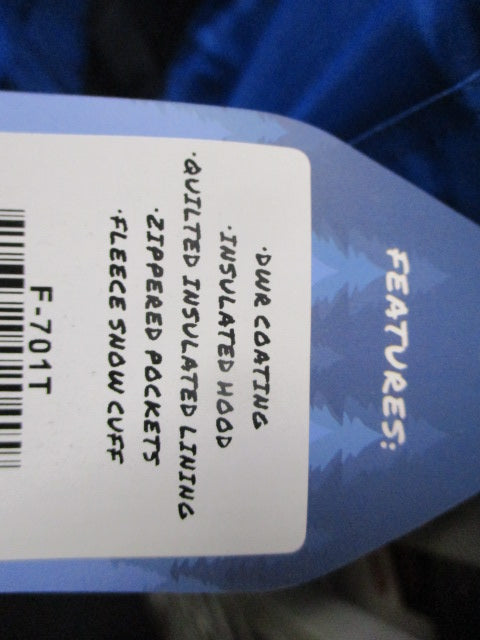 FEATURES:
·DWR COATING
·INSULATED HOOD
·QUILTED INSULATED LINING
·ZIPPERED POCKETS
·FLEECE SNOW CUFF
F-701T